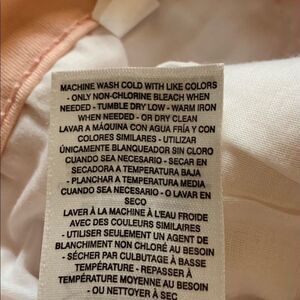 MACHINE WASH COLD WITH LIKE COLORS
- ONLY NON-CHLORINE BLEACH WHEN
NEEDED - TUMBLE DRY LOW - WARM IRON
WHEN NEEDED - OR DRY CLEAN
LAVAR A MÁQUINA CON AGUA FRÍA Y CON
COLORES SIMILARES - UTILIZAR
ÚNICAMENTE BLANQUEADOR SIN CLORO
CUANDO SEA NECESARIO - SECAR EN
SECADORA A TEMPERATURA BAJA
- PLANCHAR A TEMPERATURA MEDIA
CUANDO SEA NECESARIO - O LAVAR EN
SECO
LAVER À LA MACHINE À L'EAU FROIDE
AVEC DES COULEURS SIMILAIRES
- UTILISER SEULEMENT UN AGENT DE
BLANCHIMENT NON CHLORÉ AU BESOIN
- SÉCHER PAR CULBUTAGE À BASSE
TEMPÉRATURE - REPASSER À
TEMPÉRATURE MOYENNE AU BESOIN
- OU NETTOYER À SEC